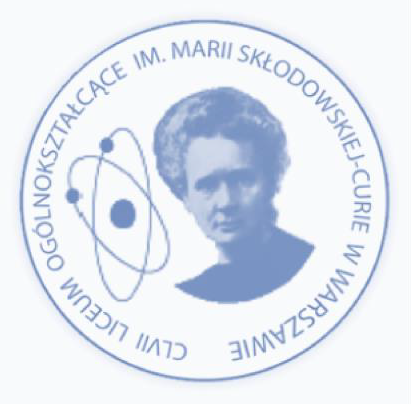 CLVII LICEUM OGÓLNOKSZTAŁCĄCE IM. MARII SKŁODOWSKIEJ-CURIE W WARSZAWIE